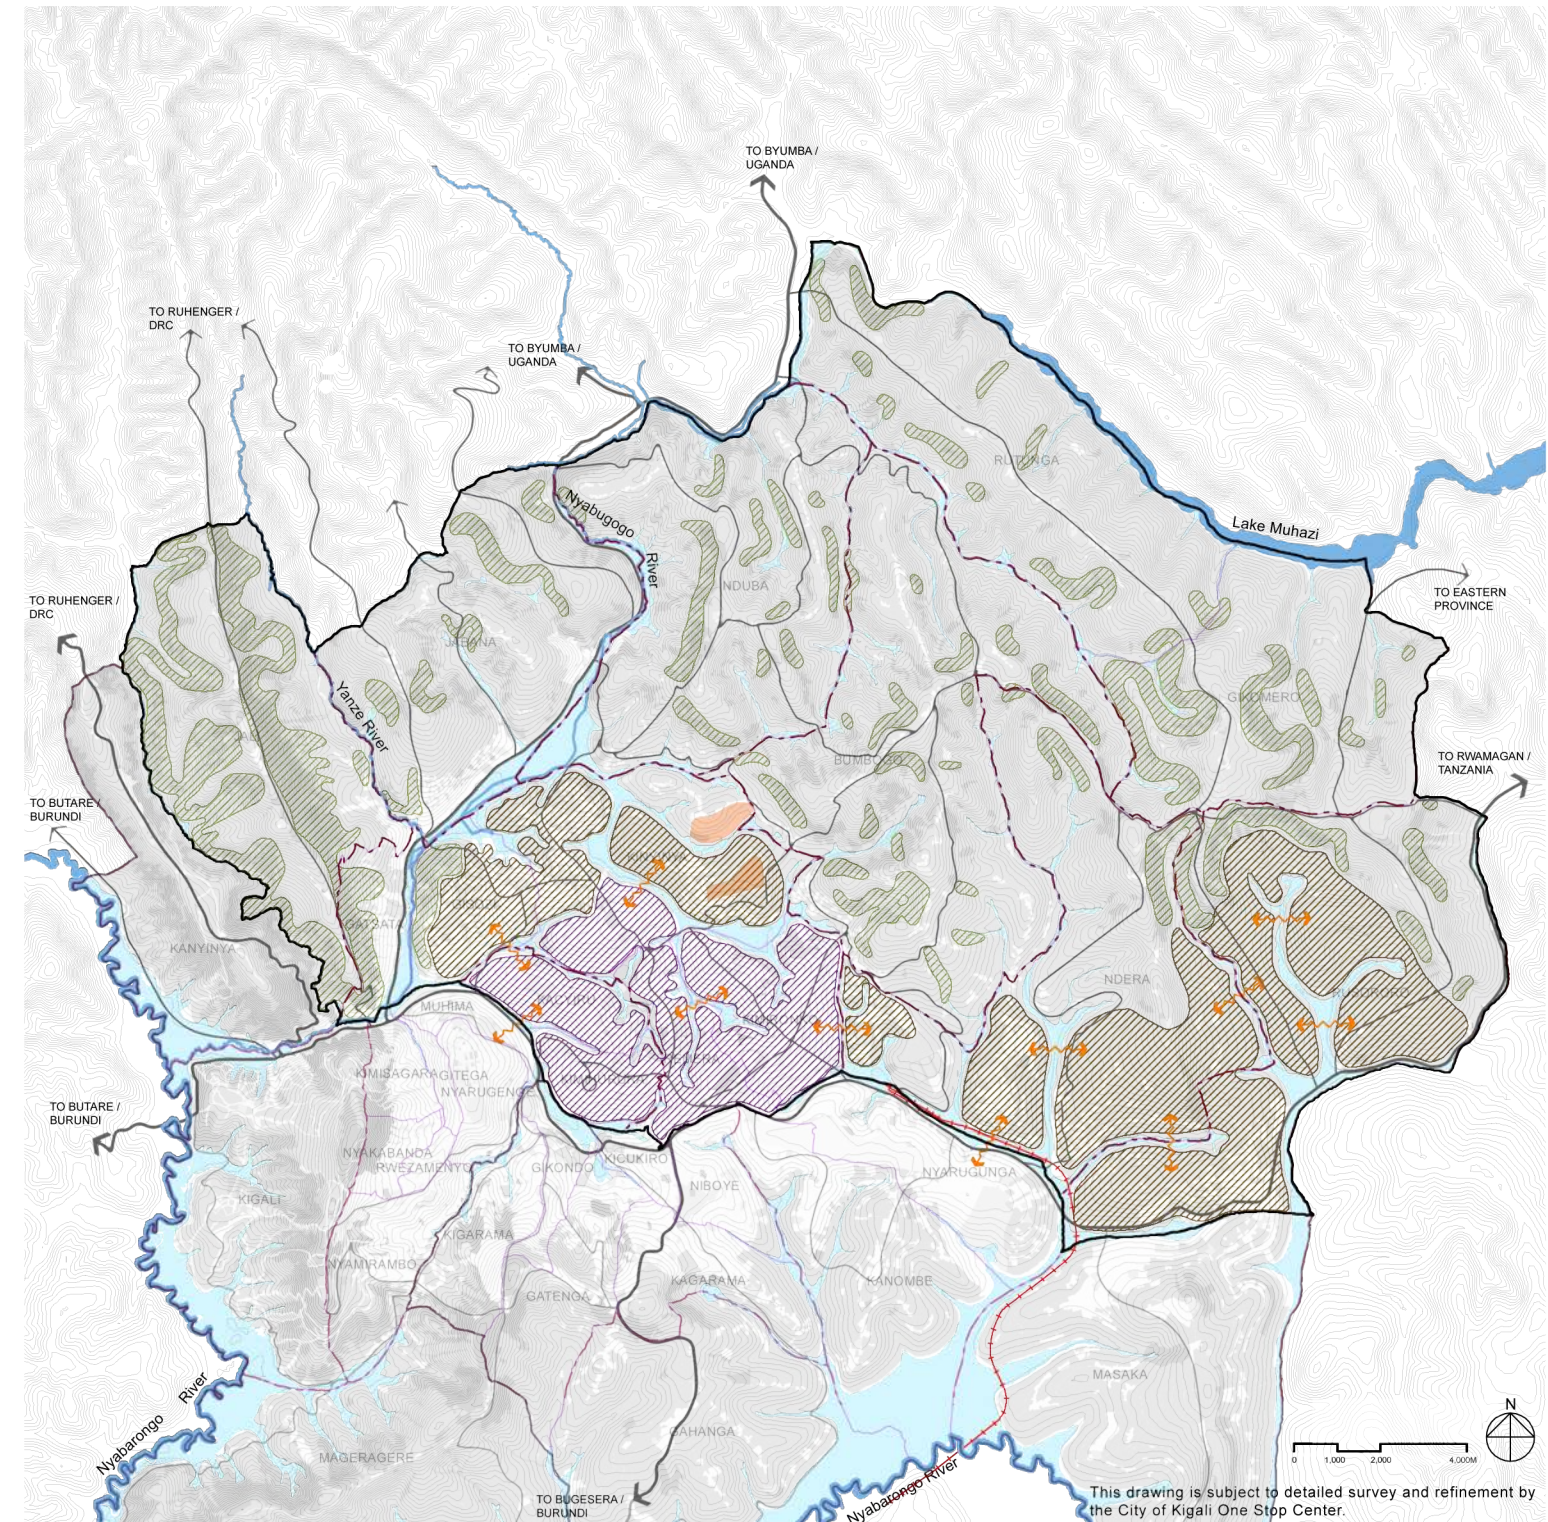 TO BYUMBA /
UGANDA
TO RUHENGER /
DRC
TO BYUMBA /
UGANDA
RUTUNGA
Nyabugogo
River
Lake Muhazi
NDUBA
TO EASTERN
PROVINCE
TO RUHENGER /
DRC
JABANA
Yanze River
GIKOMERO
BUMBOGO
TO RWAMAGAN /
TANZANIA
TO BUTARE /
BURUNDI
GATSATA
KANYINYA
NDERA
MUHIMA
KIMISAGARA
GITEGA
NYARUGENGE
TO BUTARE /
BURUNDI
NYAKABANDA
RWEZAMENYO
GIKONDO
KICUKIRO
NIBOYE
NYARUGUNGA
KIGALI
KIGARAMA
NYAMIRAMBO
GATENGA
KAGARAMA
KANOMBE
MASAKA
Nyabarongo River
GAHANGA
MAGERAGERE
N
0 1,000 2,000 4,000M
TO BUGESERA /
BURUNDI
Nyabarongo River
This drawing is subject to detailed survey and refinement by
the City of Kigali One Stop Center.